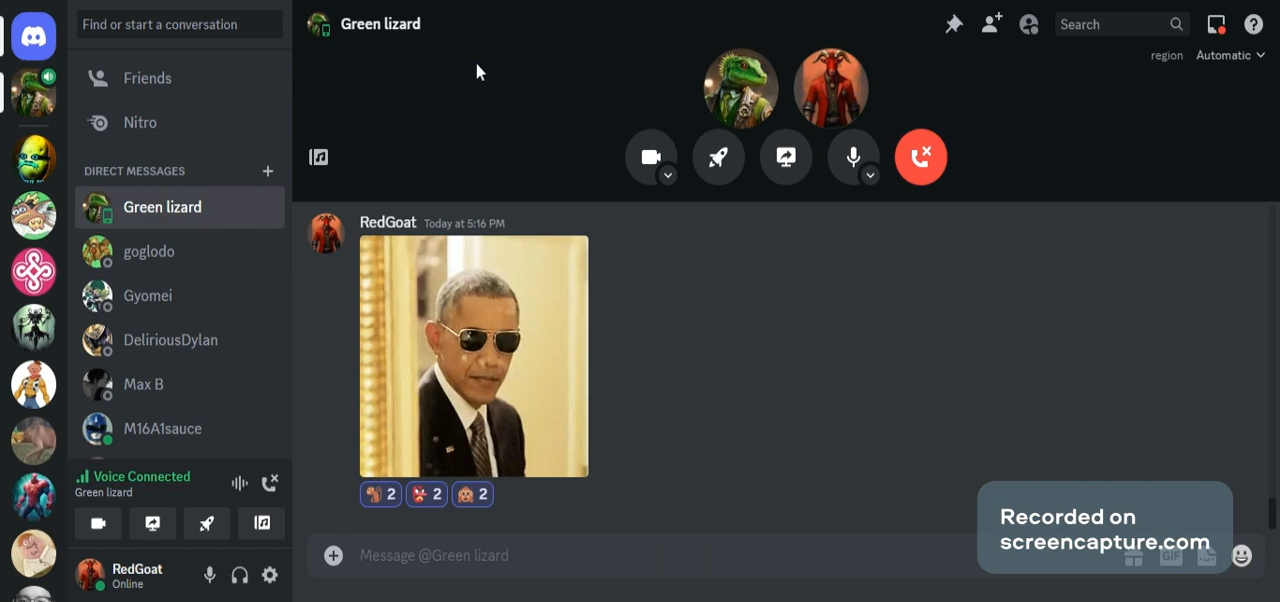 Find or start a conversation
Green lizard
Search
region Automatic
Friends
Nitro
DIRECT MESSAGES
Green lizard
goglodo
Gyomei
DeliriousDylan
Max B
M16A1sauce
Voice Connected
Green lizard
RedGoat
Online
RedGoat Today at 5:16 PM
2 2 2
Message @Green lizard
GIF
Recorded on
screencapture.com